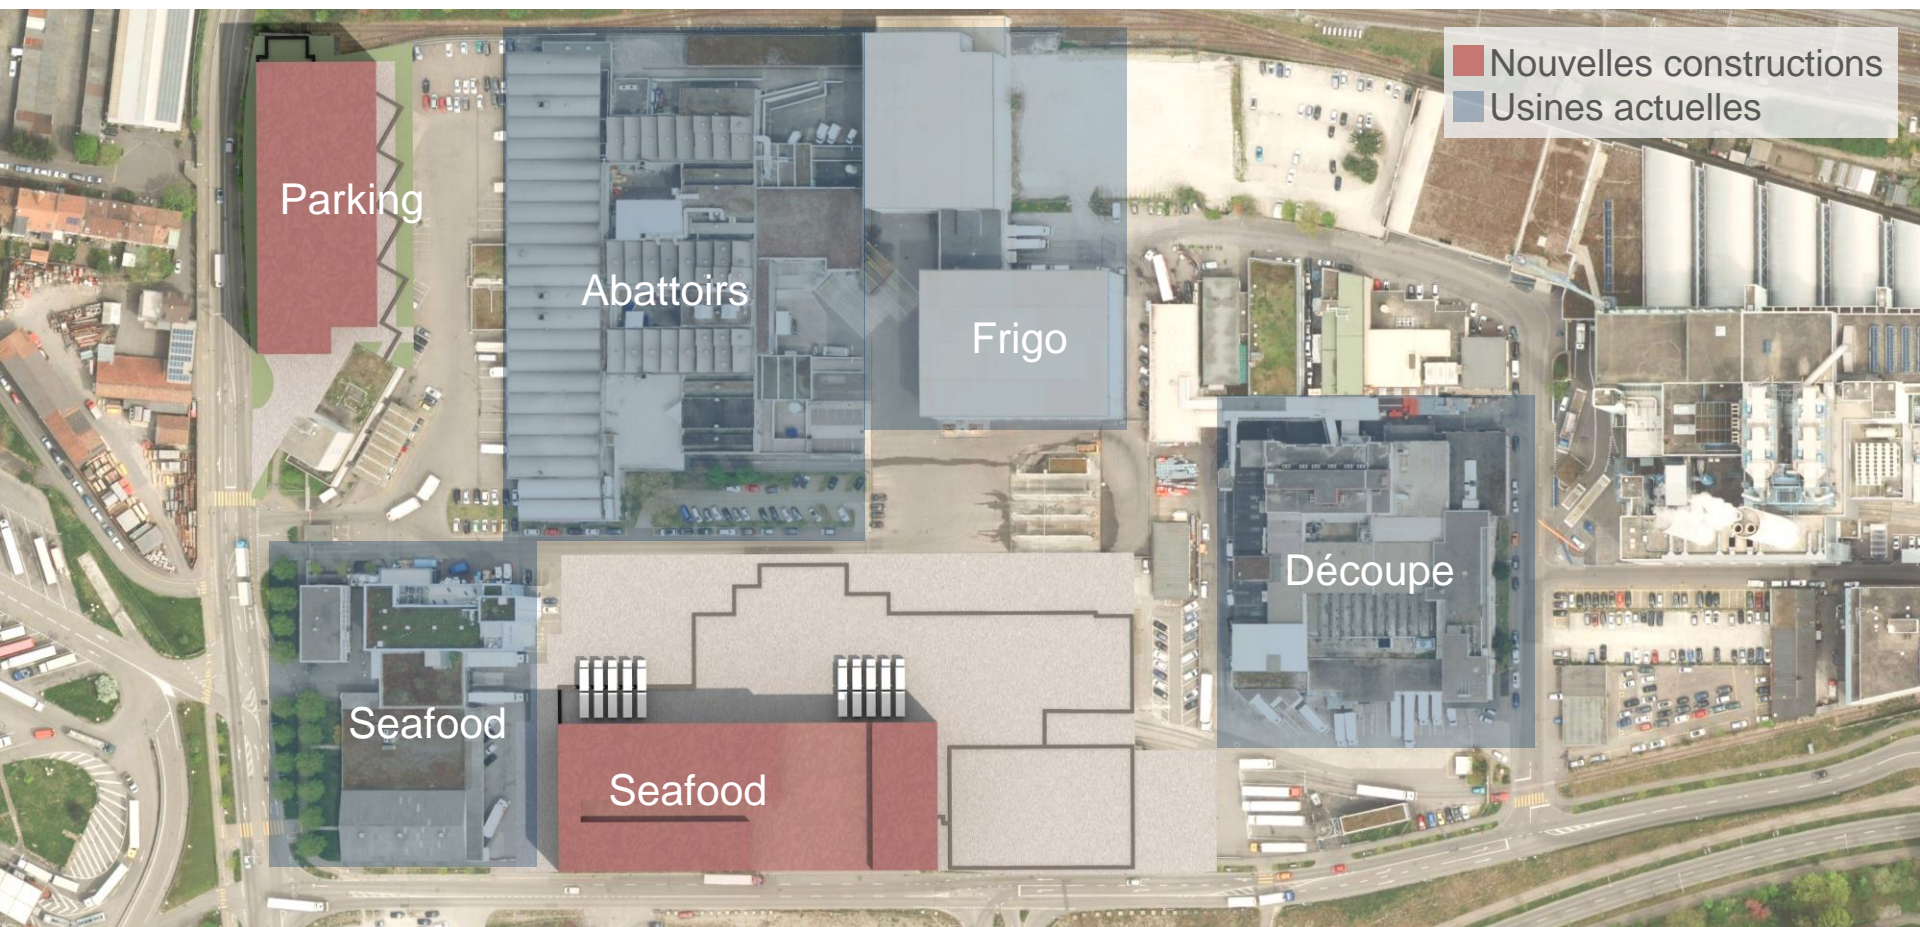 Nouvelles constructions
Usines actuelles
Parking
Abattoirs
Frigo
Découpe
Seafood
Seafood